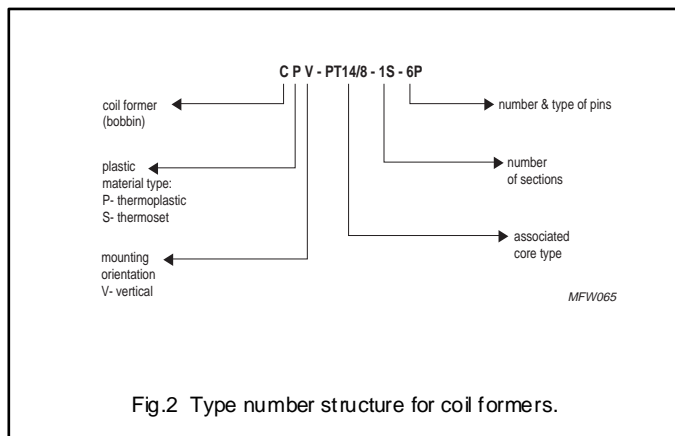 C P V - PT14/8 - 1S - 6P
coil former
(bobbin)
number & type of pins
plastic
material type:
P- thermoplastic
S- thermoset
number
of sections
mounting
orientation
V- vertical
associated
core type
MFW065
Fig.2 Type number structure for coil formers.